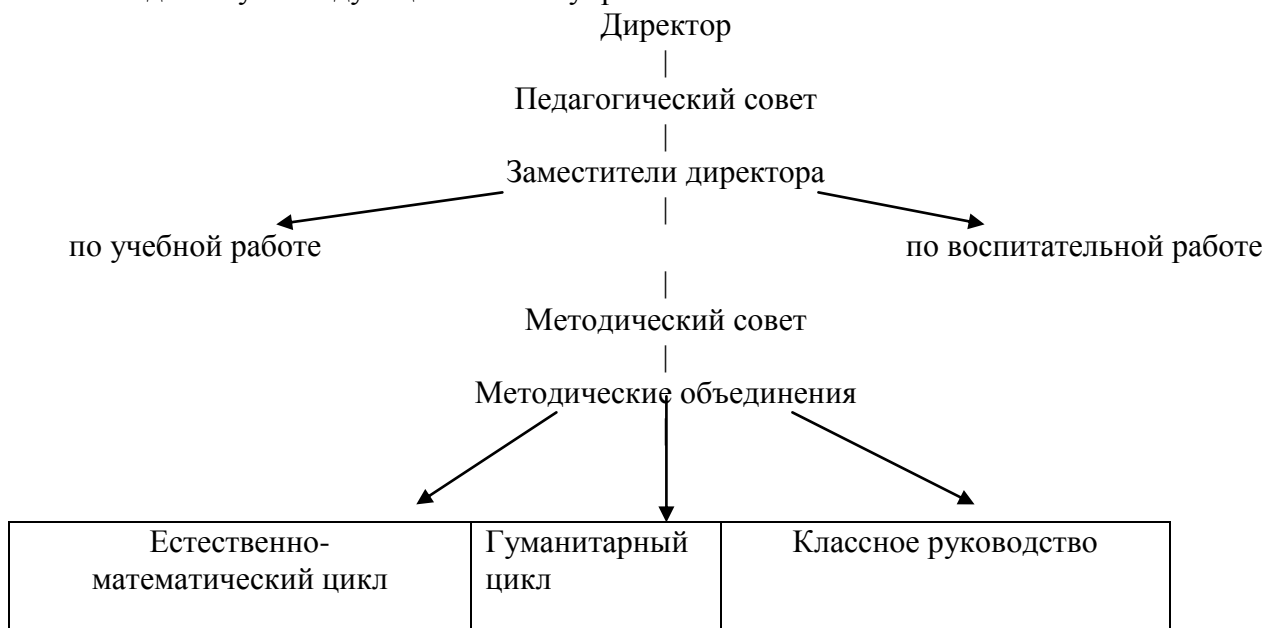 Директор
Педагогический совет
Заместители директора
по учебной работе
по воспитательной работе
Методический совет
Методические объединения
Естественно-
математический цикл
Гуманитарный
цикл
Классное руководство